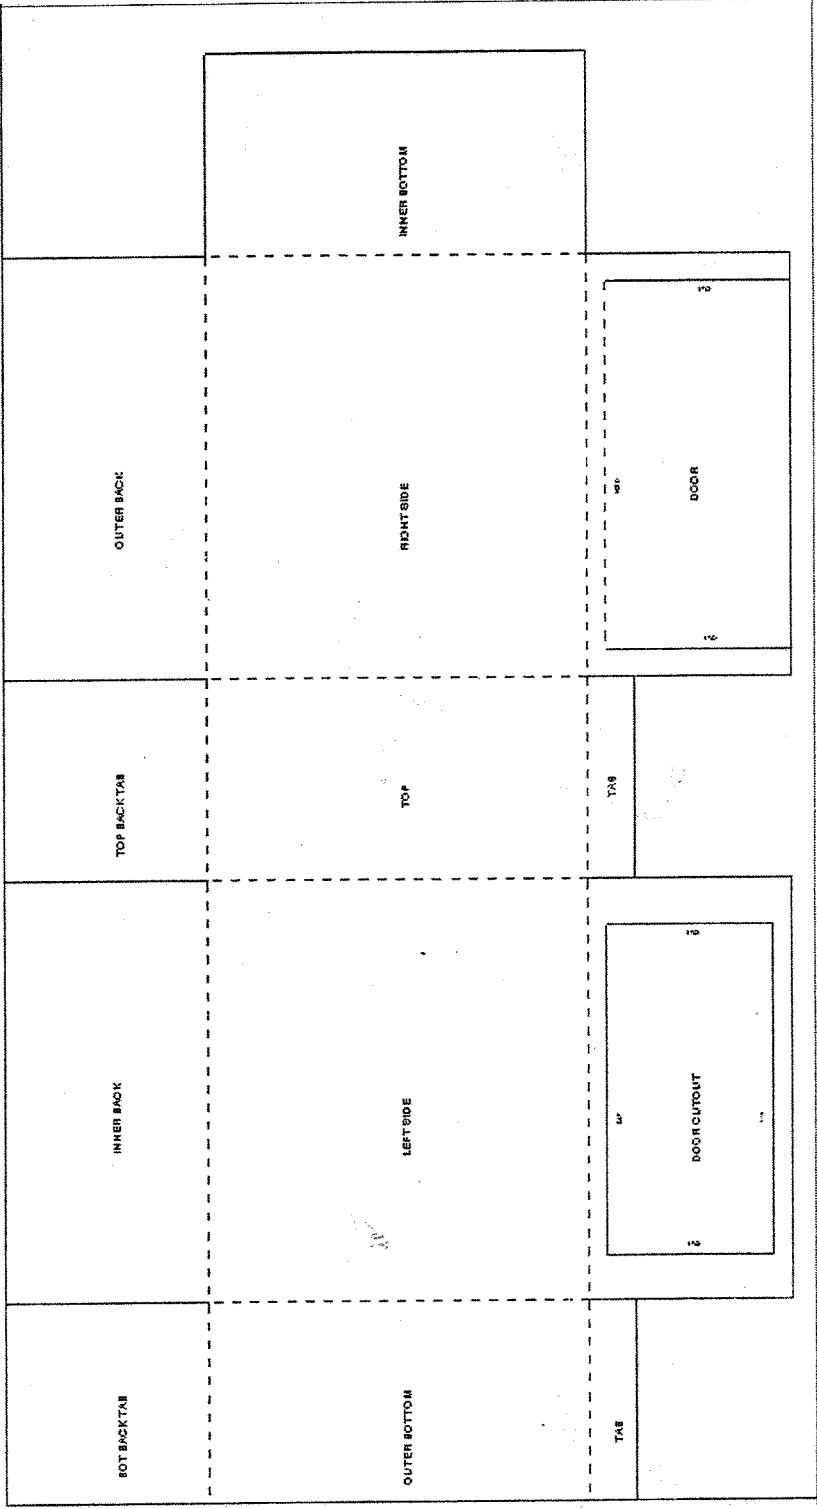 INNER BOTTOM
OUTER BACK
RIGHT SIDE
DOOR
TOP BACK TAB
TOP
TAB
INNER BACK
LEFT SIDE
DOOR CUTOUT
BOT BACK TAB
OUTER BOTTOM
TAB